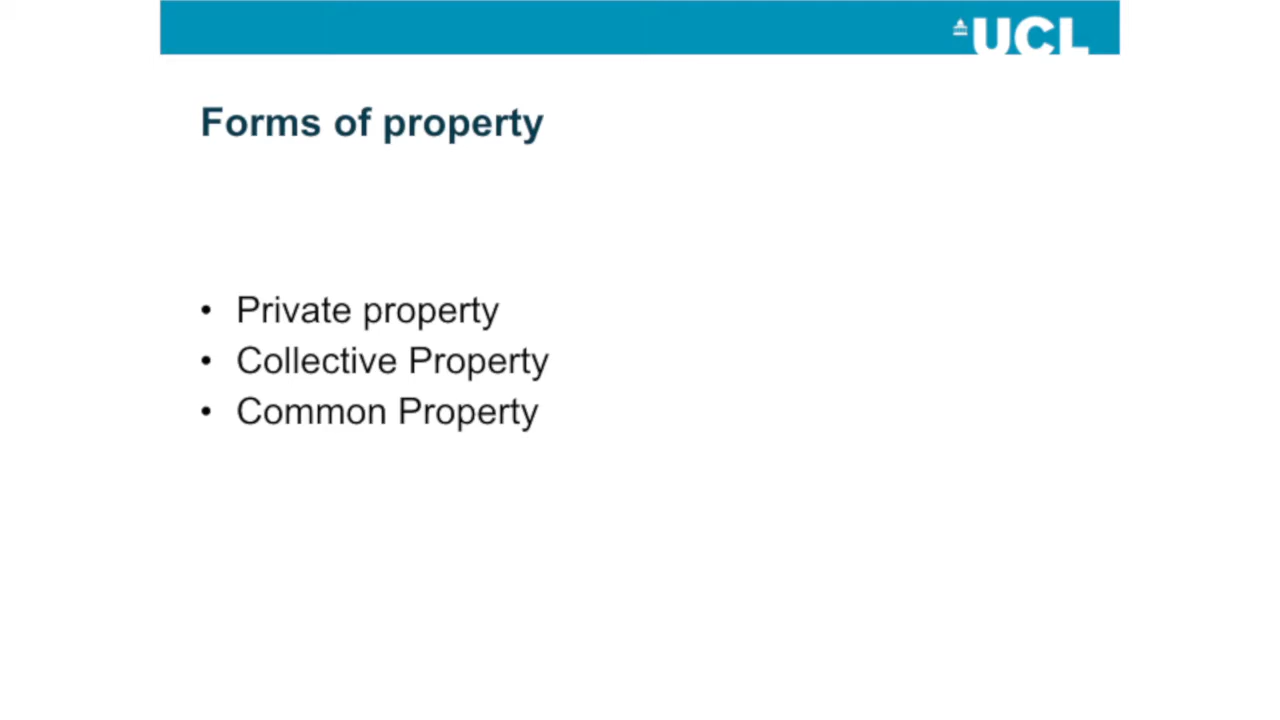 UCL
Forms of property
• Private property
• Collective Property
• Common Property